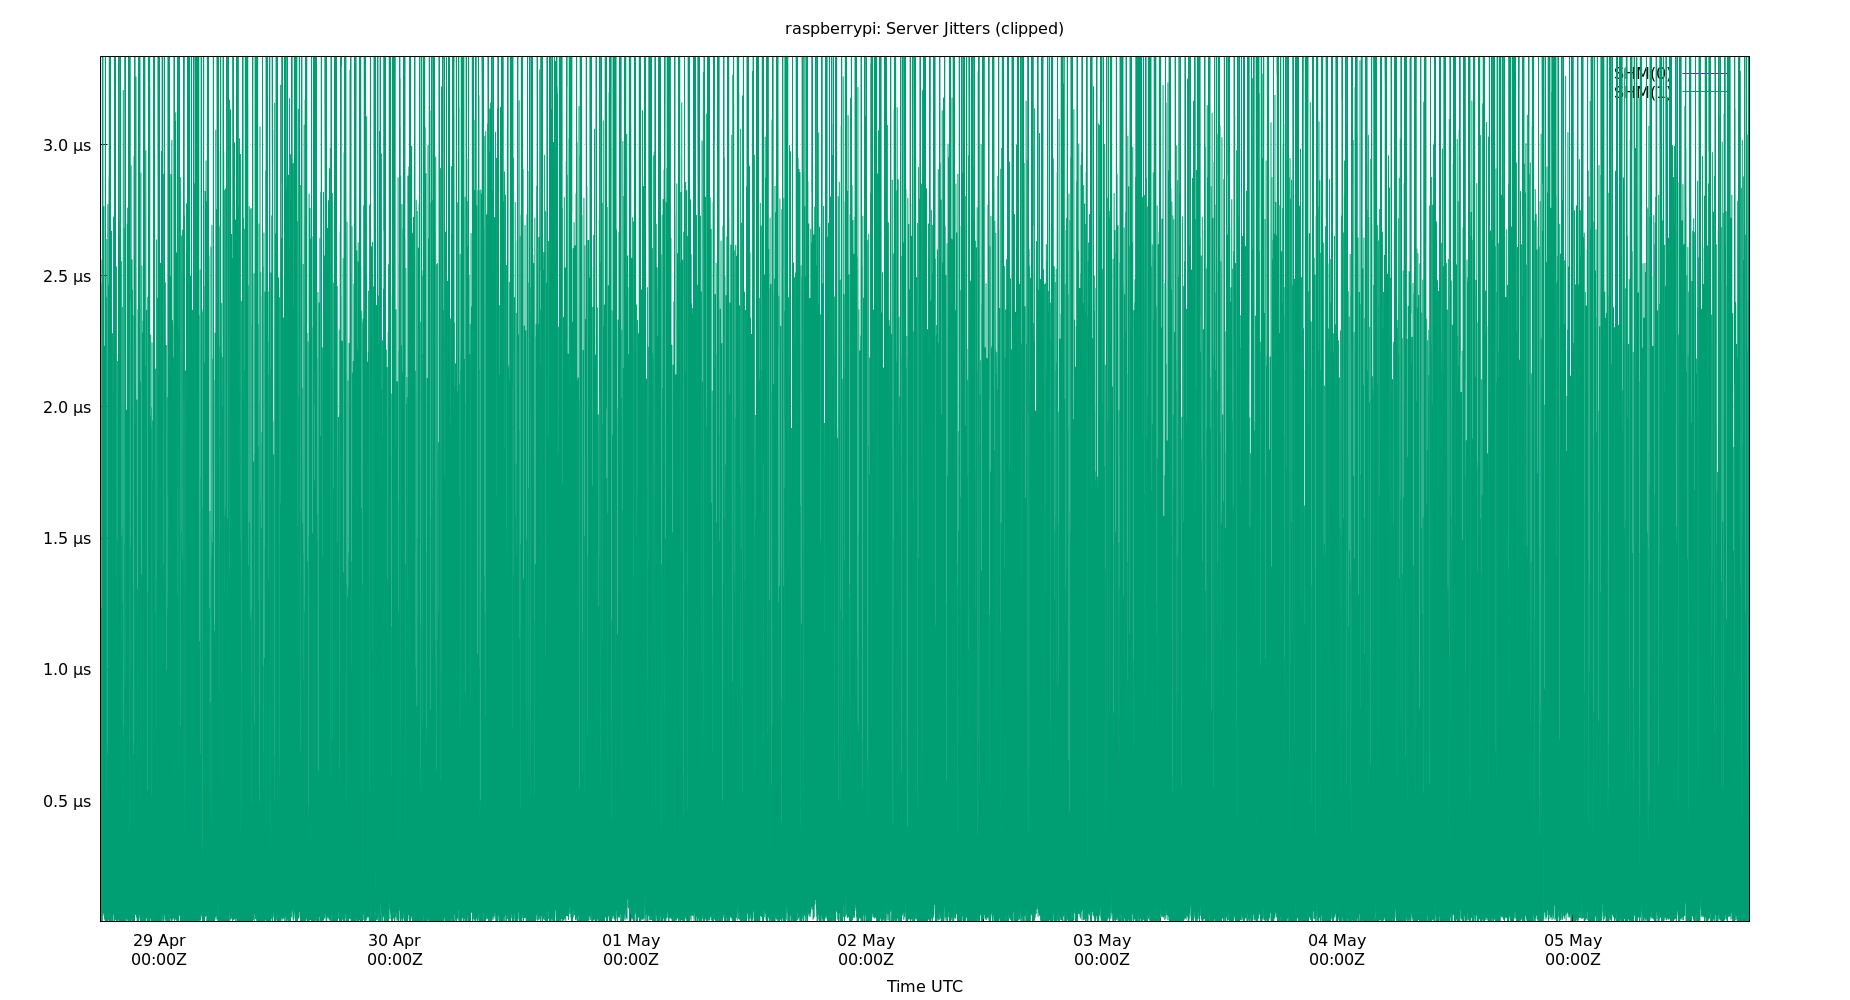 raspberrypi: Server Jitters (clipped)
SHM(0)
SHM(1)
3.0 μs
2.5 μs
2.0 μs
1.5 μs
1.0 μs
0.5 μs
29 Apr 30 Apr 01 May 02 May 03 May 04 May 05 May
00:00Z 00:00Z 00:00Z 00:00Z 00:00Z 00:00Z 00:00Z
Time UTC